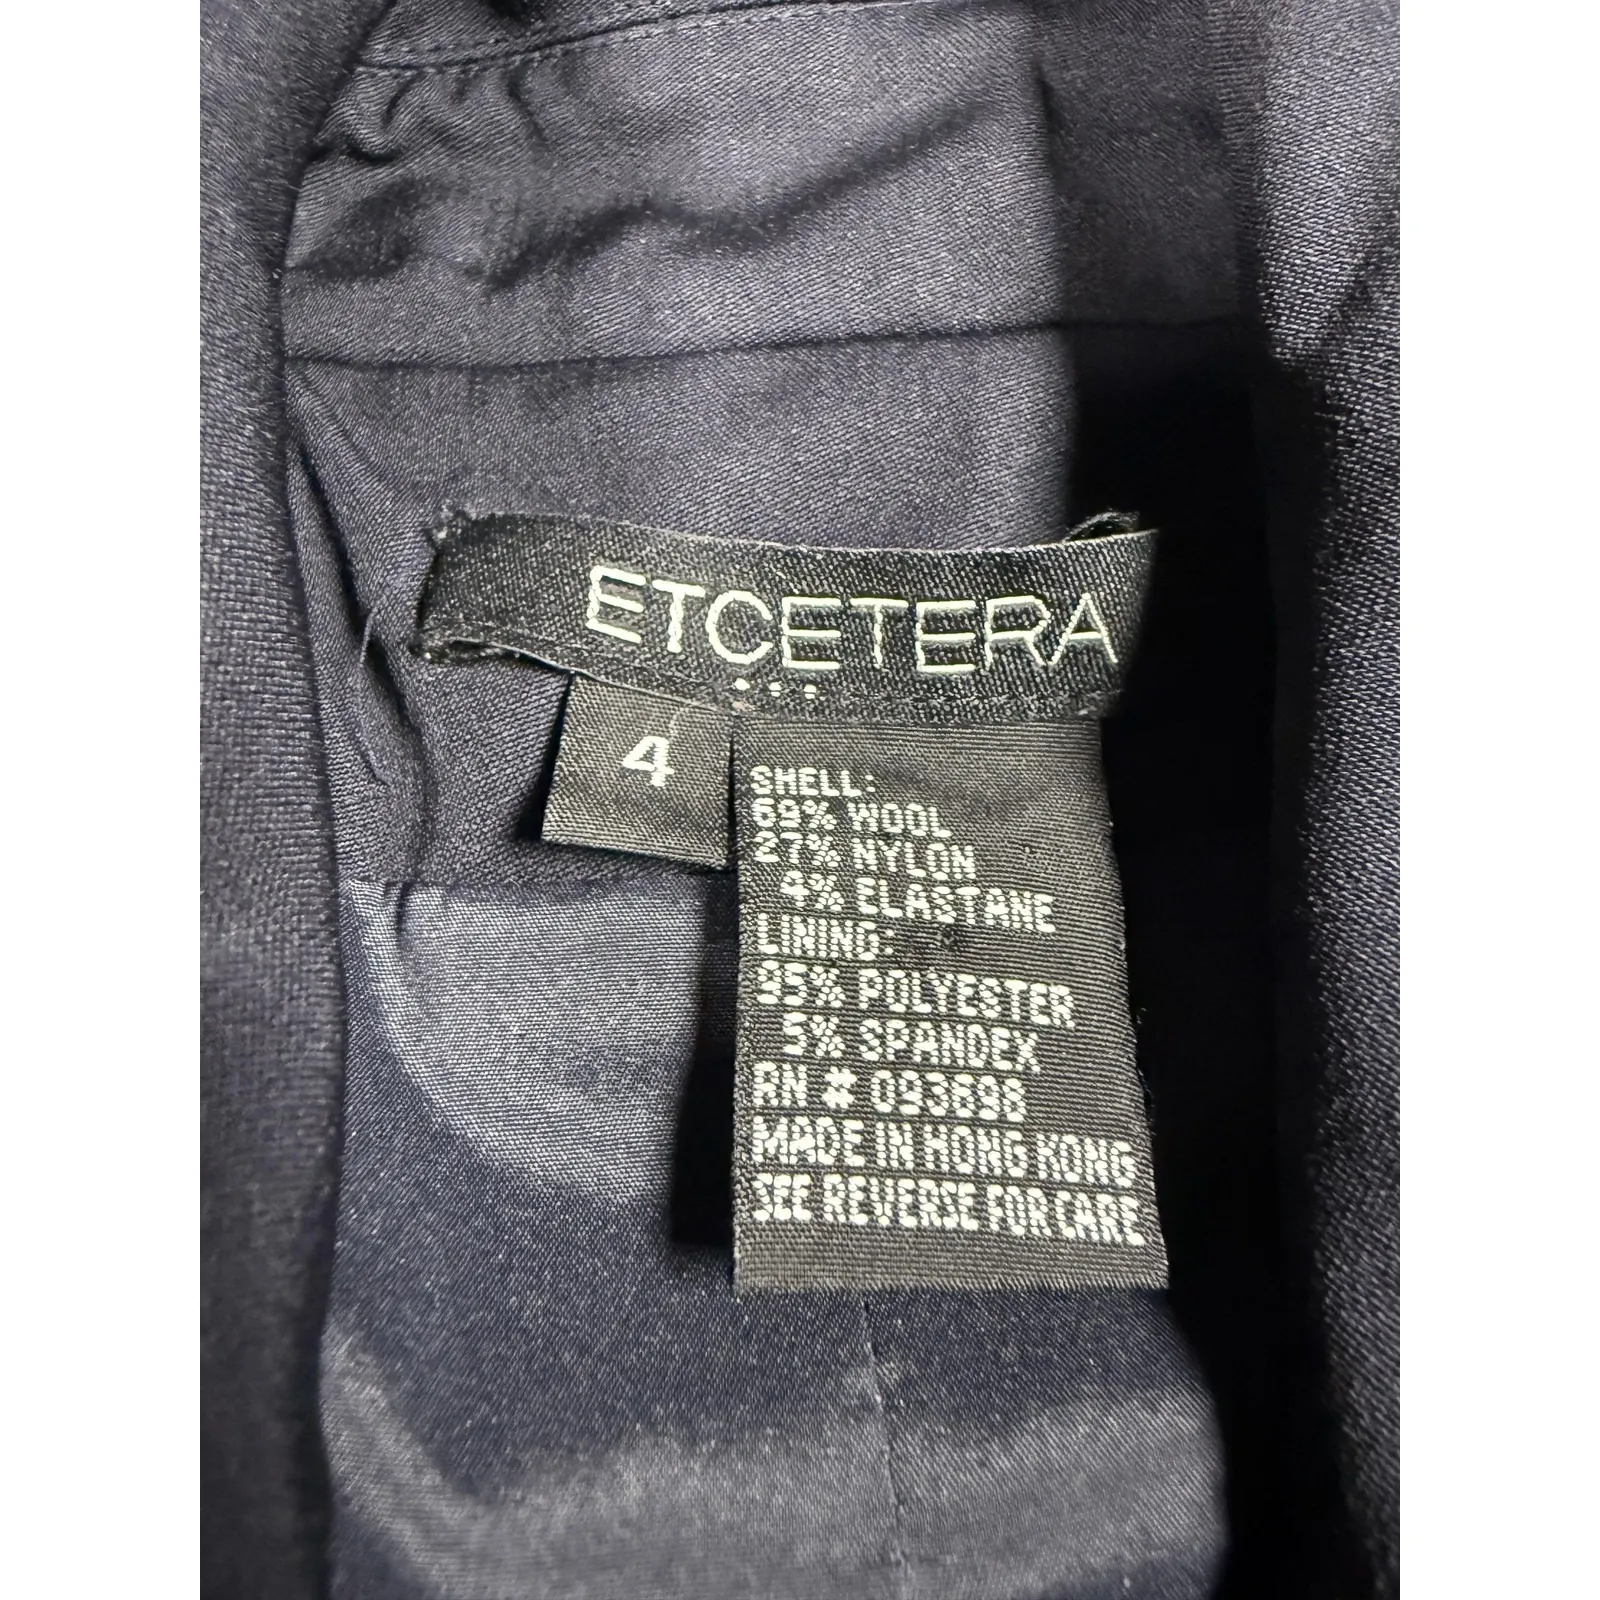 ETCETERA
...
4
SHELL:
69% WOOL
27% NYLON
4% ELASTANE
LINING:
95% POLYESTER
5% SPANDEX
RN # 093898
MADE IN HONG KONG
SEE REVERSE FOR CARE